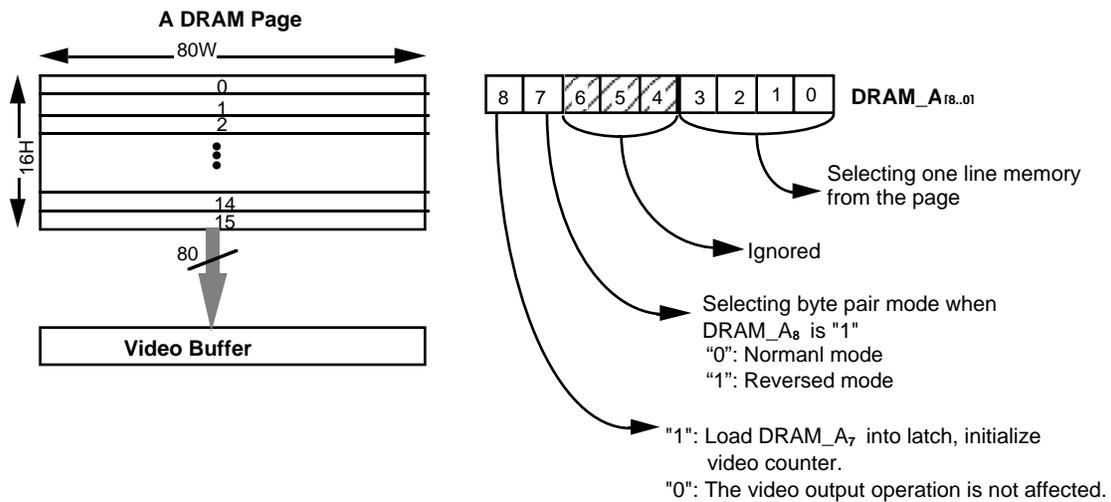 A DRAM Page
80W
0
1
2
14
15
16H
80
Video Buffer
8 7 6 5 4 3 2 1 0
DRAM_A[8..0]
Selecting one line memory
from the page
Ignored
Selecting byte pair mode when
DRAM_A8 is "1"
“0”: Normanl mode
“1”: Reversed mode
"1": Load DRAM_A7 into latch, initialize
video counter.
"0": The video output operation is not affected.